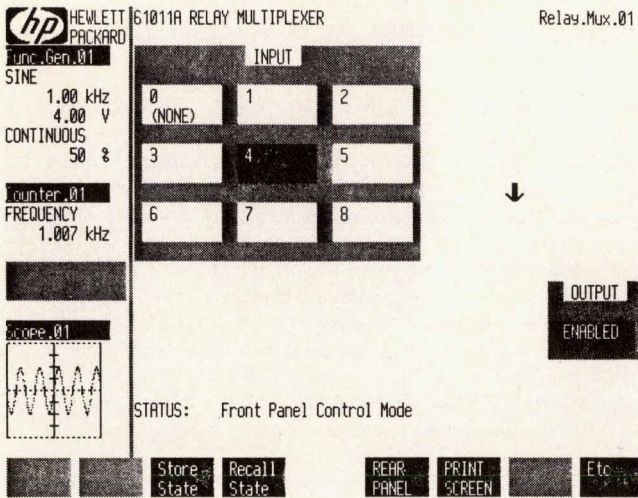 hp HEWLETT PACKARD
61011A RELAY MULTIPLEXER
Relay.Mux.01
Func.Gen.01
SINE
1.00 kHz
4.00 V
CONTINUOUS
50 %
Counter.01
FREQUENCY
1.007 kHz
Scope.01
INPUT
0 (NONE)
1
2
3
4
5
6
7
8
↓
OUTPUT
ENABLED
STATUS: Front Panel Control Mode
Store State
Recall State
REAR PANEL
PRINT SCREEN
Etc